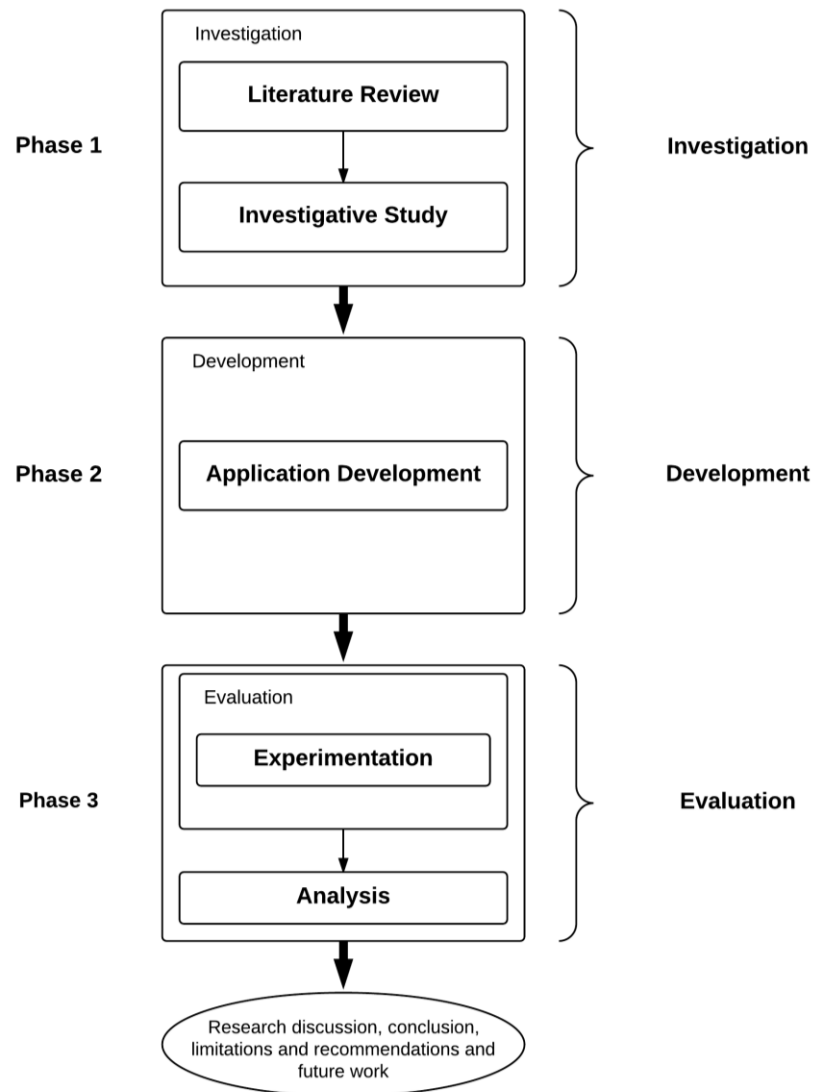 Investigation
Literature Review
Phase 1
Investigation
Investigative Study
Development
Application Development
Phase 2
Development
Evaluation
Experimentation
Phase 3
Evaluation
Analysis
Research discussion, conclusion,
limitations and recommendations and
future work